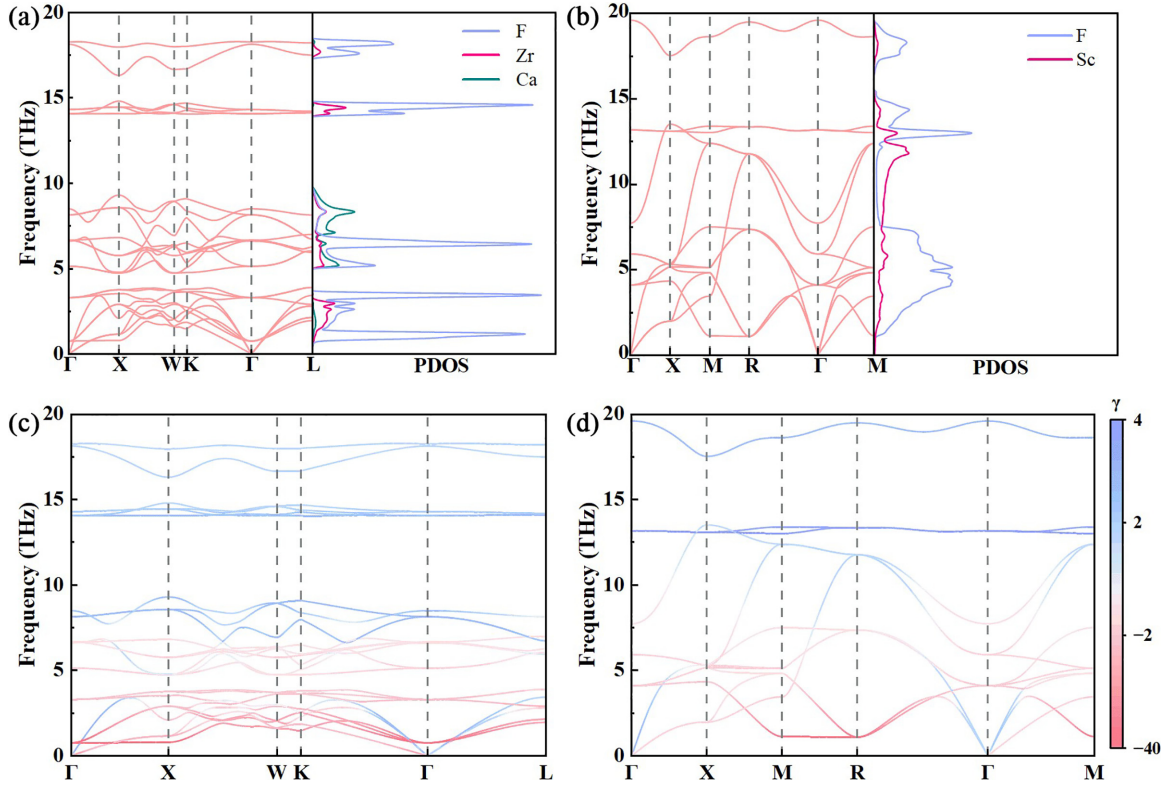 (a)
20
15
10
5
0
Frequency (THz)
Γ X W K Γ L PDOS
F
Zr
Ca
(b)
20
15
10
5
0
Frequency (THz)
Γ X M R Γ M PDOS
F
Sc
(c)
20
15
10
5
0
Frequency (THz)
Γ X W K Γ L
(d)
20
15
10
5
0
Frequency (THz)
Γ X M R Γ M
γ
4
2
−2
−40